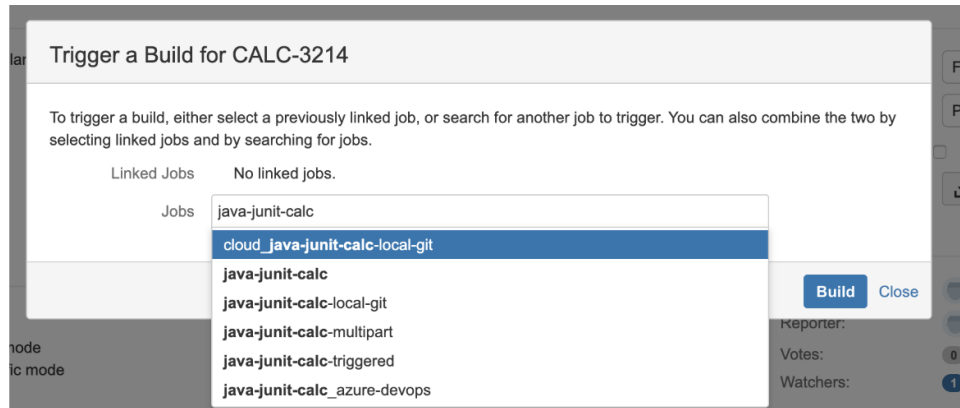 Trigger a Build for CALC-3214
To trigger a build, either select a previously linked job, or search for another job to trigger. You can also combine the two by
selecting linked jobs and by searching for jobs.
Linked Jobs No linked jobs.
Jobs java-junit-calc
cloud_java-junit-calc-local-git
java-junit-calc
java-junit-calc-local-git
java-junit-calc-multipart
java-junit-calc-triggered
java-junit-calc_azure-devops
Build Close
Reporter:
Votes: 0
Watchers: 1
mode
mode